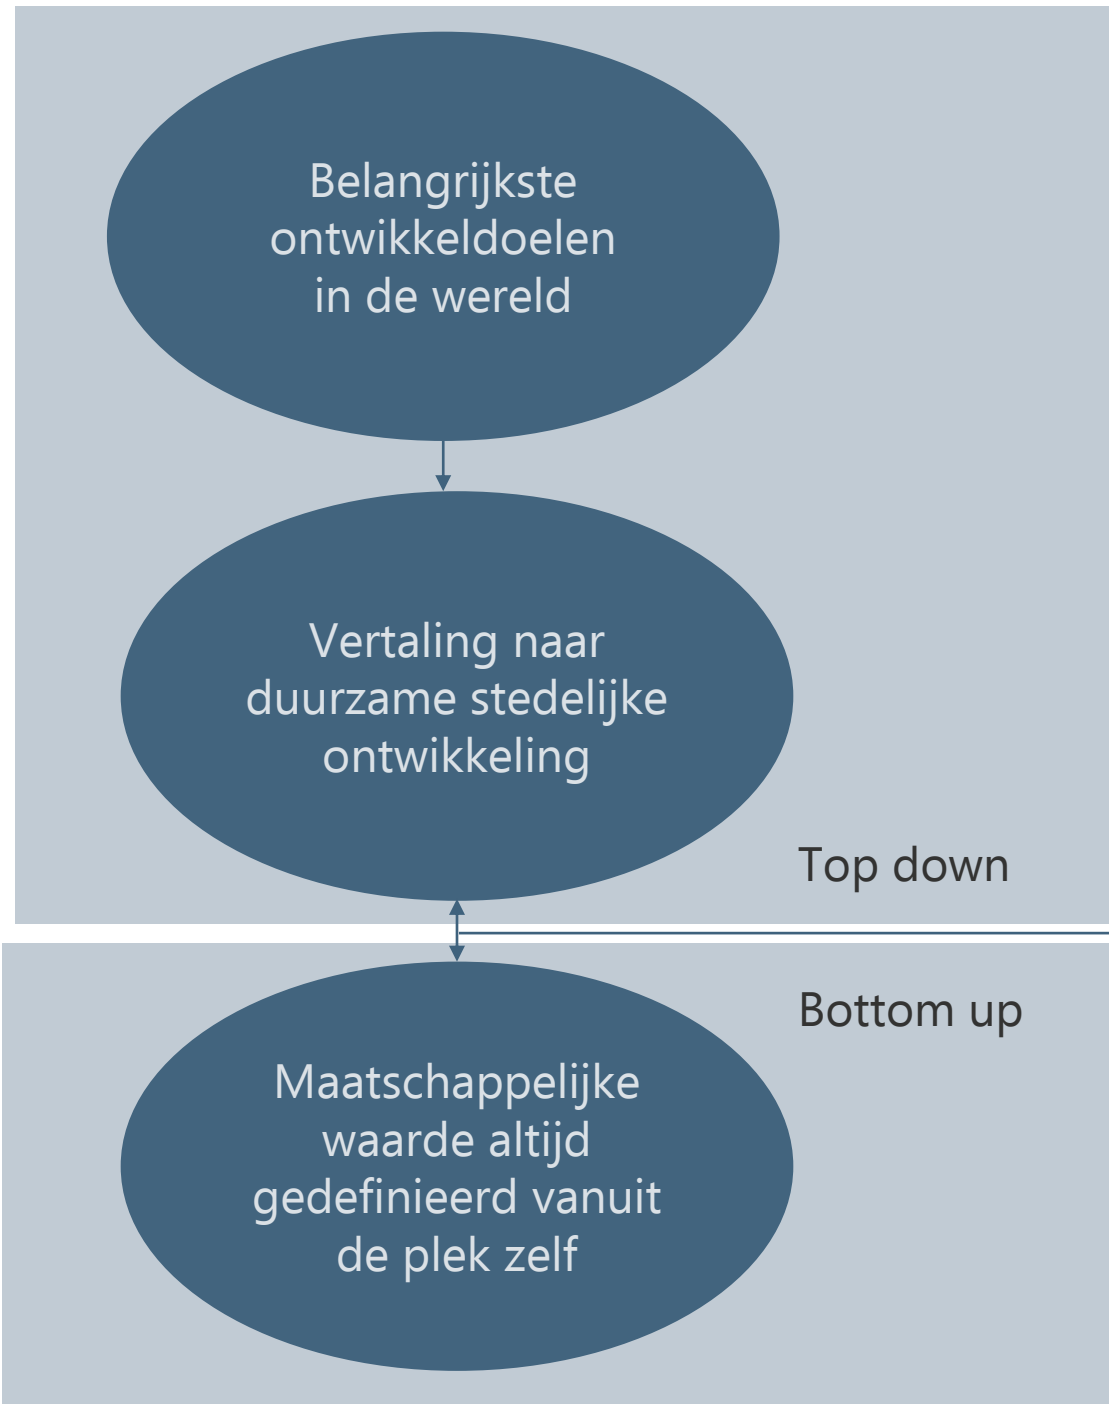 Belangrijkste
ontwikkeldoelen
in de wereld
Vertaling naar
duurzame stedelijke
ontwikkeling
Top down
Bottom up
Maatschappelijke
waarde altijd
gedefinieerd vanuit
de plek zelf